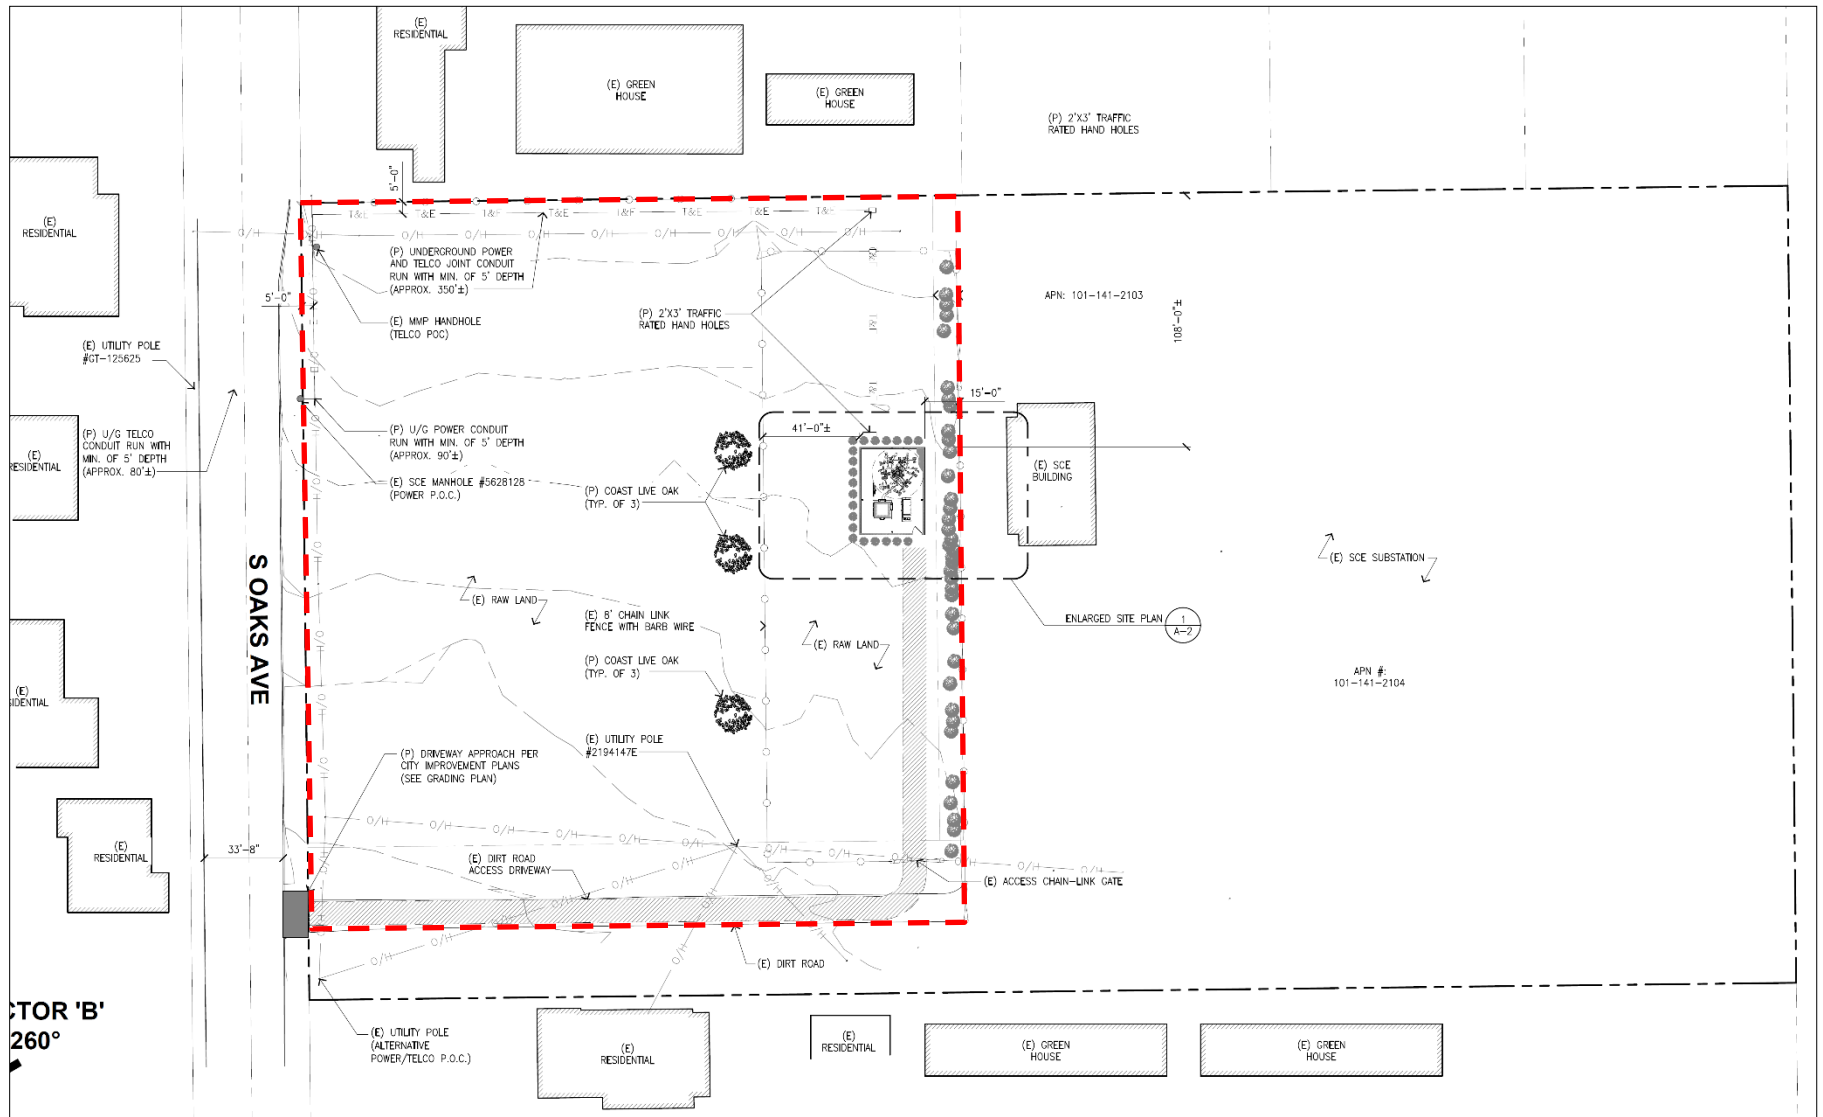 (E)
RESIDENTIAL
(E) GREEN
HOUSE
(E) GREEN
HOUSE
(P) 2'X3' TRAFFIC
RATED HAND HOLES
(E)
RESIDENTIAL
5'-0"
T&E T&E T&E T&E T&E T&E T&E
O/H O/H O/H O/H O/H O/H O/H
(P) UNDERGROUND POWER
AND TELCO JOINT CONDUIT
RUN WITH MIN. OF 5' DEPTH
(APPROX. 350'±)
5'-0"
(E) MMP HANDHOLE
(TELCO POC)
(P) 2'X3' TRAFFIC
RATED HAND HOLES
APN: 101-141-2103
108'-0"±
(E) UTILITY POLE
#GT-125625
15'-0"
(P) U/G TELCO
CONDUIT RUN WITH
MIN. OF 5' DEPTH
(APPROX. 80'±)
(E)
RESIDENTIAL
(P) U/G POWER CONDUIT
RUN WITH MIN. OF 5' DEPTH
(APPROX. 90'±)
41'-0"±
(E) SCE MANHOLE #5628128
(POWER P.O.C.)
(P) COAST LIVE OAK
(TYP. OF 3)
(E) SCE
BUILDING
(E) SCE SUBSTATION
S OAKS AVE
(E) RAW LAND
(E) 8' CHAIN LINK
FENCE WITH BARB WIRE
(E) RAW LAND
ENLARGED SITE PLAN
1
A-2
(P) COAST LIVE OAK
(TYP. OF 3)
APN #:
101-141-2104
(E)
SIDENTIAL
(E) UTILITY POLE
#2194147E
(P) DRIVEWAY APPROACH PER
CITY IMPROVEMENT PLANS
(SEE GRADING PLAN)
O/H O/H O/H O/H O/H O/H O/H O/H O/H O/H O/H O/H
33'-8"
(E)
RESIDENTIAL
(E) DIRT ROAD
ACCESS DRIVEWAY
(E) ACCESS CHAIN-LINK GATE
(E) DIRT ROAD
CTOR 'B'
260°
(E) UTILITY POLE
(ALTERNATIVE
POWER/TELCO P.O.C.)
(E)
RESIDENTIAL
(E)
RESIDENTIAL
(E) GREEN
HOUSE
(E) GREEN
HOUSE